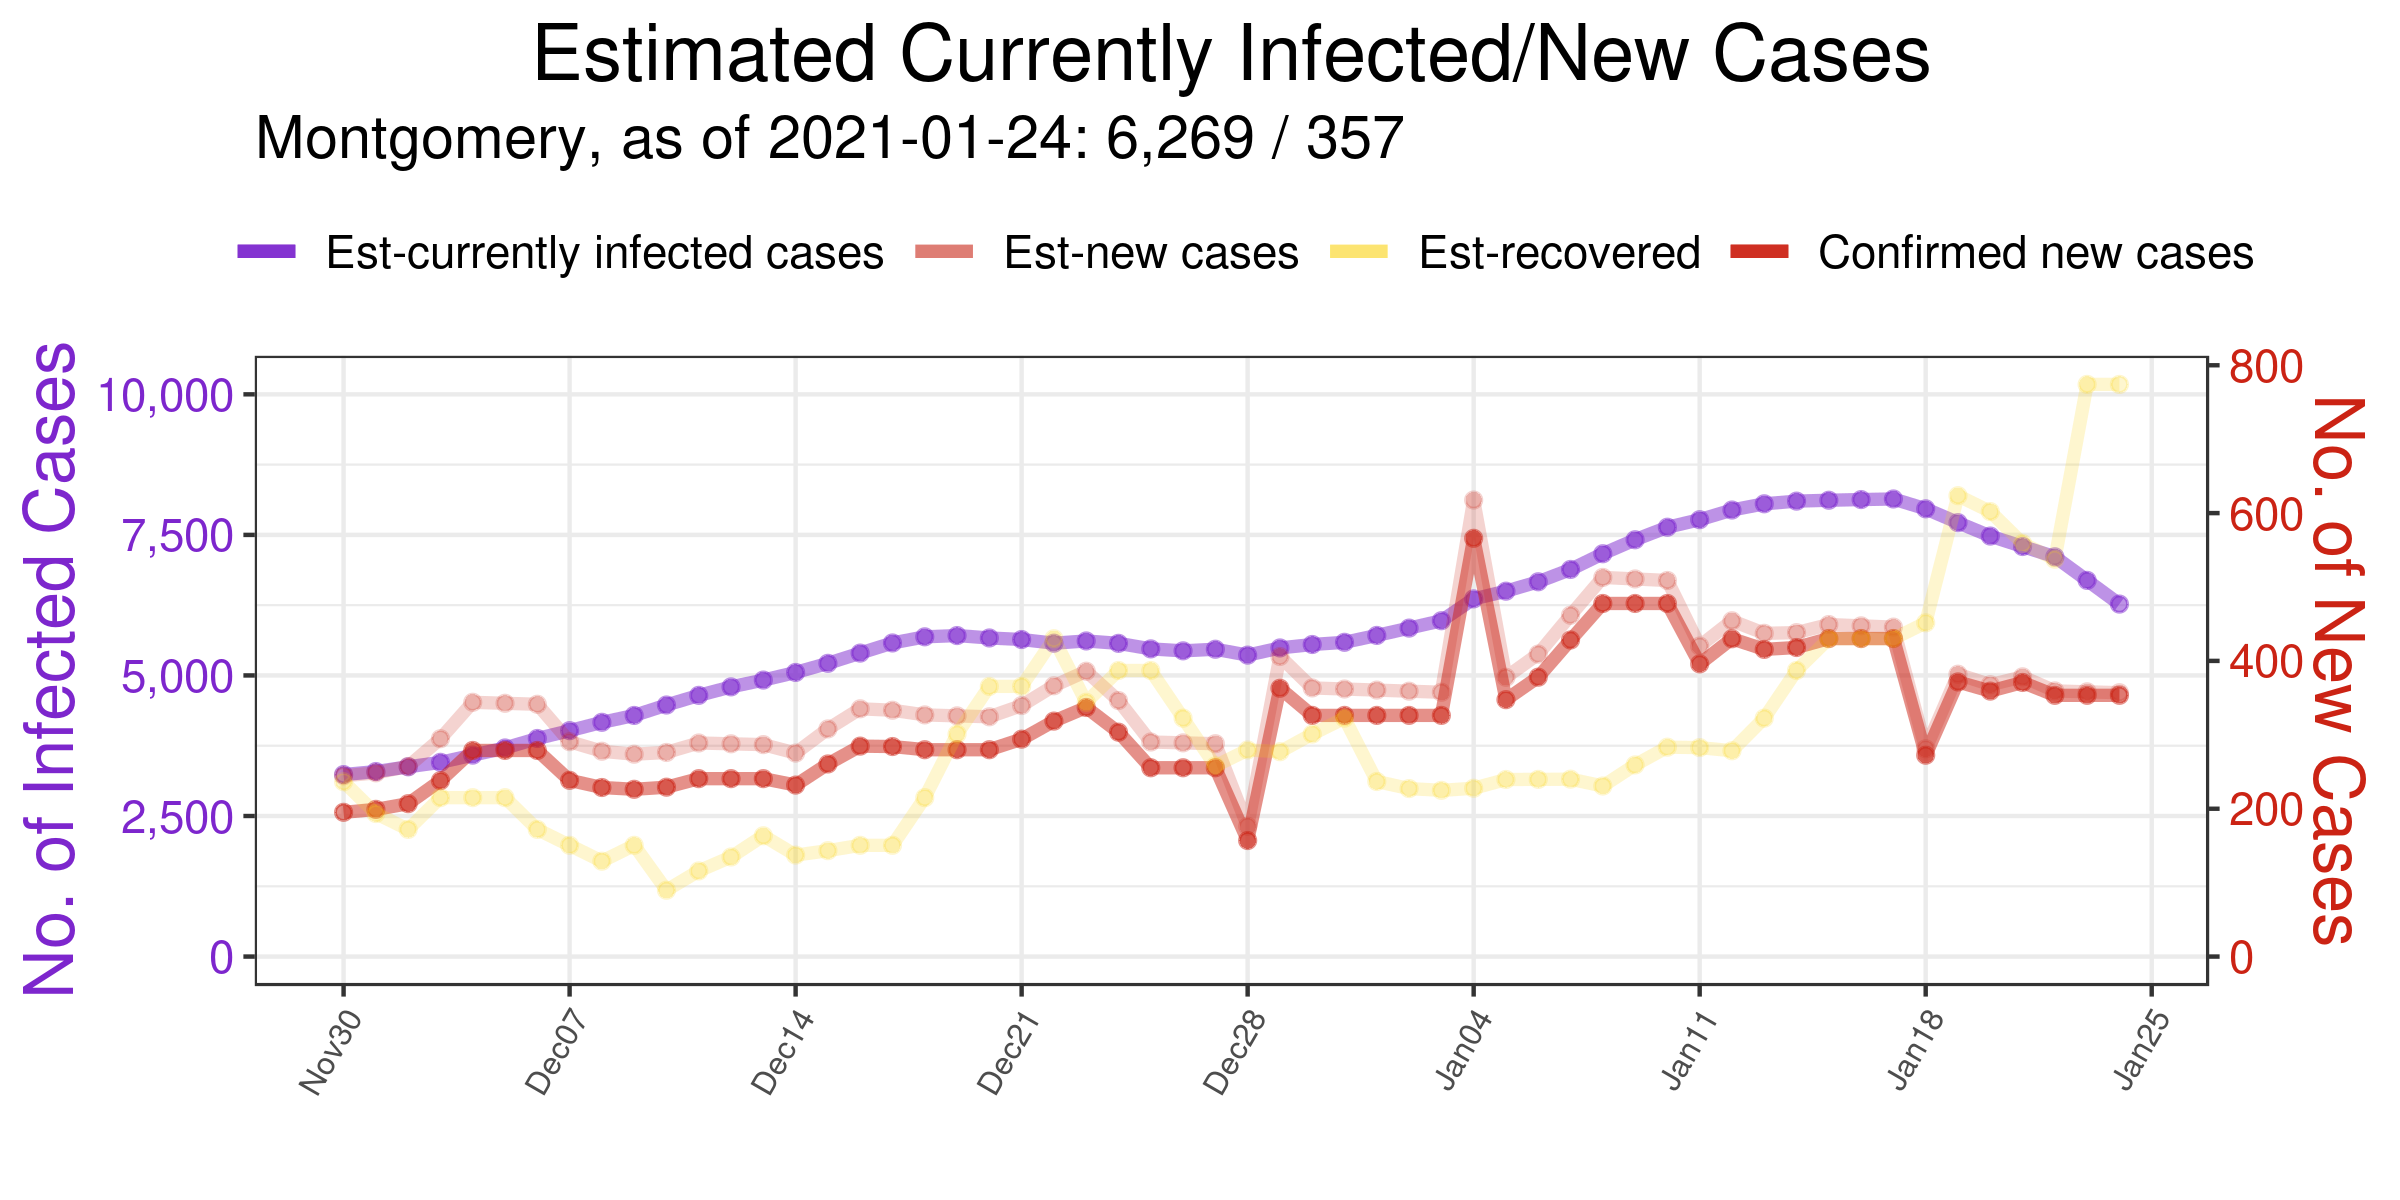 Estimated Currently Infected/New Cases
Montgomery, as of 2021-01-24: 6,269 / 357
Est-currently infected cases Est-new cases Est-recovered Confirmed new cases
No. of Infected Cases
10,000
7,500
5,000
2,500
0
800
600
400
200
0
No. of New Cases
Nov30 Dec07 Dec14 Dec21 Dec28 Jan04 Jan11 Jan18 Jan25